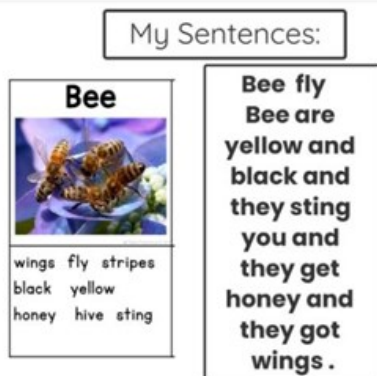 My Sentences:
Bee
wings fly stripes
black yellow
honey hive sting
Bee fly
Bee are
yellow and
black and
they sting
you and
they get
honey and
they got
wings .